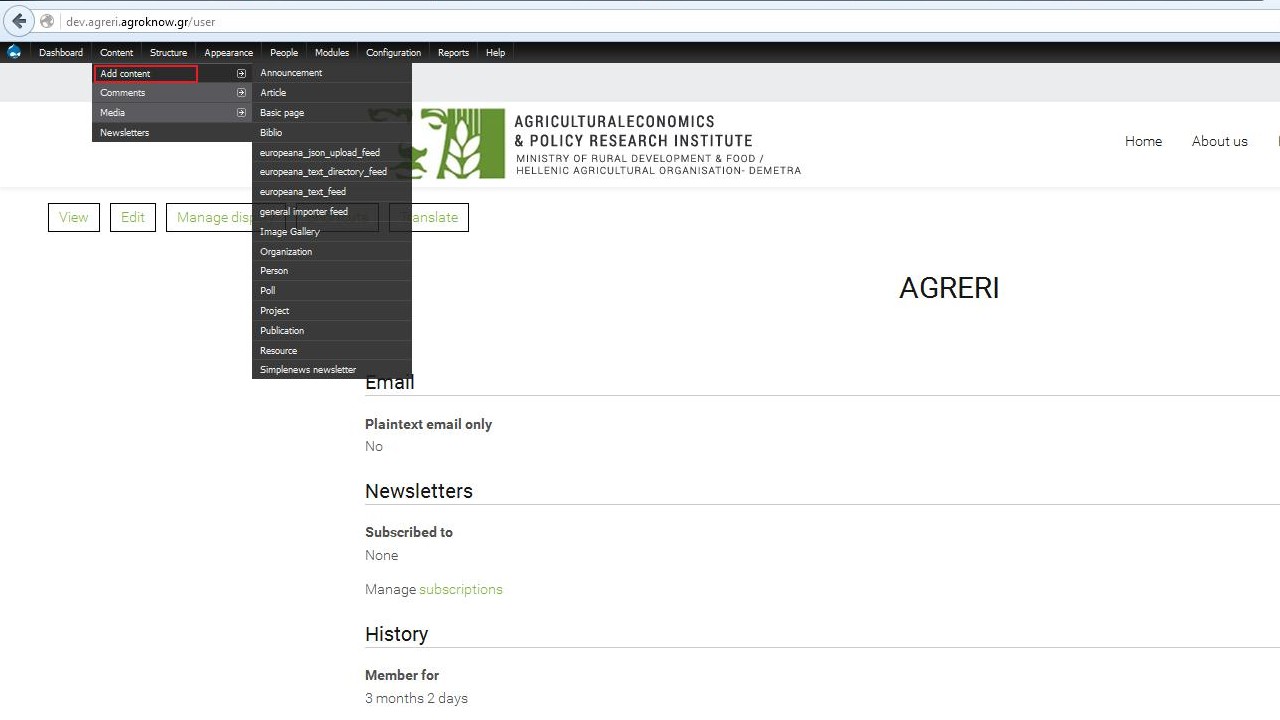 dev.agreri.agroknow.gr/user
Dashboard Content Structure Appearance People Modules Configuration Reports Help
Add content
Comments
Media
Newsletters
Announcement
Article
Basic page
Biblio
europeana_json_upload_feed
europeana_text_directory_feed
europeana_text_feed
general importer feed
Image Gallery
Organization
Person
Poll
Project
Publication
Resource
Simplenews newsletter
AGRICULTURALECONOMICS
& POLICY RESEARCH INSTITUTE
MINISTRY OF RURAL DEVELOPMENT & FOOD /
HELLENIC AGRICULTURAL ORGANISATION- DEMETRA
Home About us
View Edit Manage disp Translate
AGRERI
Email
Plaintext email only
No
Newsletters
Subscribed to
None
Manage subscriptions
History
Member for
3 months 2 days